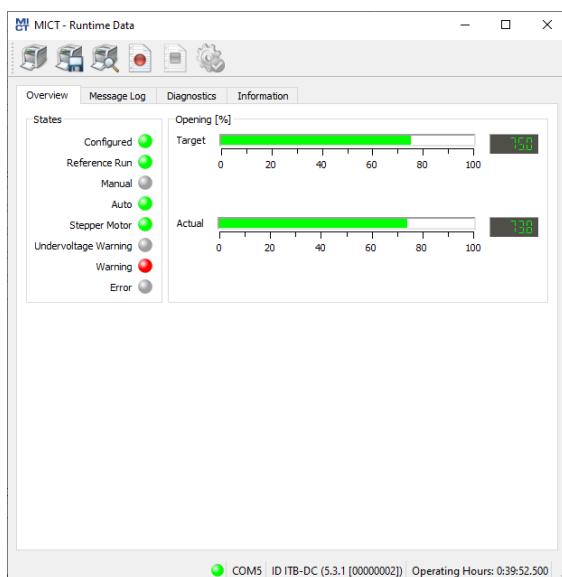 MICT MICT - Runtime Data
Overview Message Log Diagnostics Information
States
Configured
Reference Run
Manual
Auto
Stepper Motor
Undervoltage Warning
Warning
Error
Opening [%]
Target 75.0
0 20 40 60 80 100
Actual 73.8
0 20 40 60 80 100
COM5 ID ITB-DC (5.3.1 [00000002]) Operating Hours: 0:39:52.500